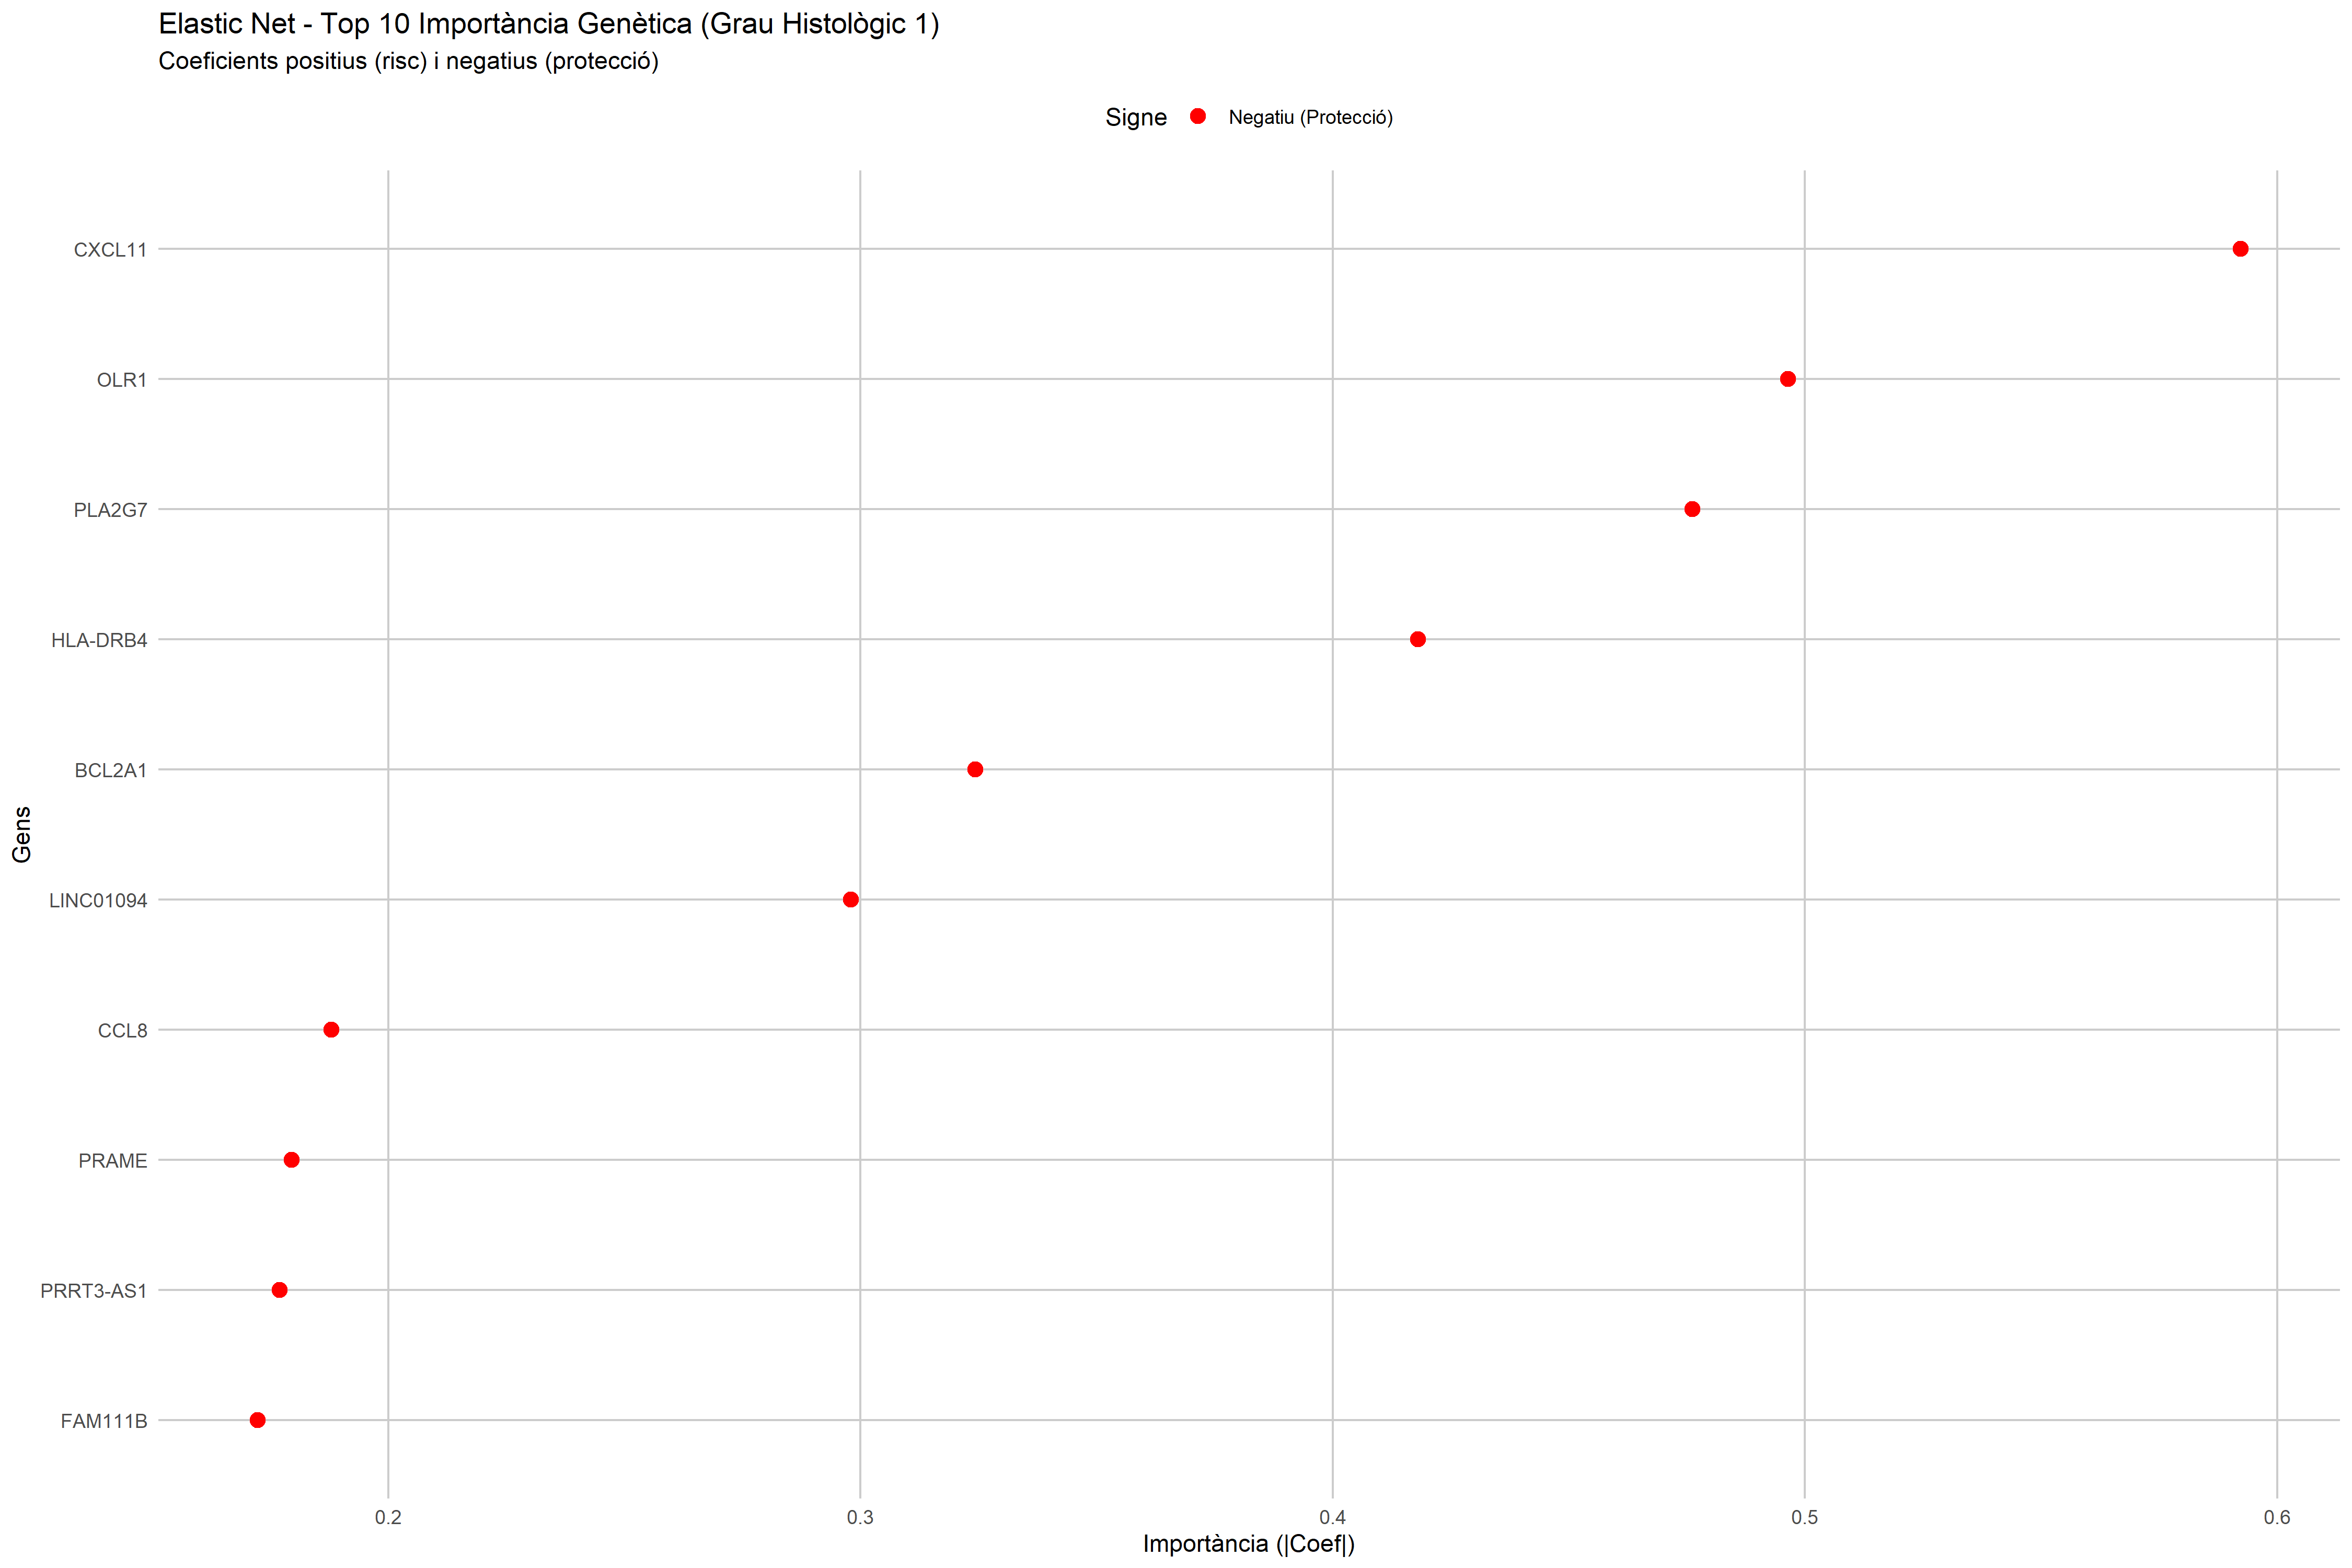 Elastic Net - Top 10 Importància Genètica (Grau Histològic 1)
Coeficients positius (risc) i negatius (protecció)
Signe Negatiu (Protecció)
Gens
CXCL11
OLR1
PLA2G7
HLA-DRB4
BCL2A1
LINC01094
CCL8
PRAME
PRRT3-AS1
FAM111B
0.2 0.3 0.4 0.5 0.6
Importància (|Coef|)